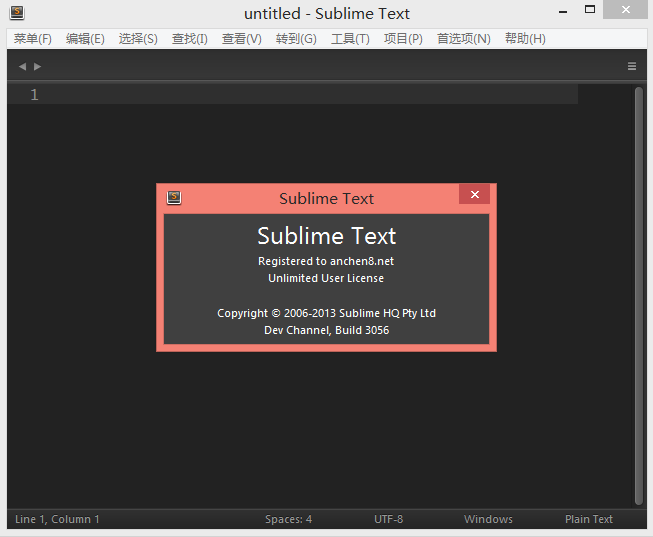 untitled - Sublime Text
菜单(F) 编辑(E) 选择(S) 查找(I) 查看(V) 转到(G) 工具(T) 项目(P) 首选项(N) 帮助(H)
1
Sublime Text
Sublime Text
Registered to anchen8.net
Unlimited User License
Copyright © 2006-2013 Sublime HQ Pty Ltd
Dev Channel, Build 3056
Line 1, Column 1 Spaces: 4 UTF-8 Windows Plain Text